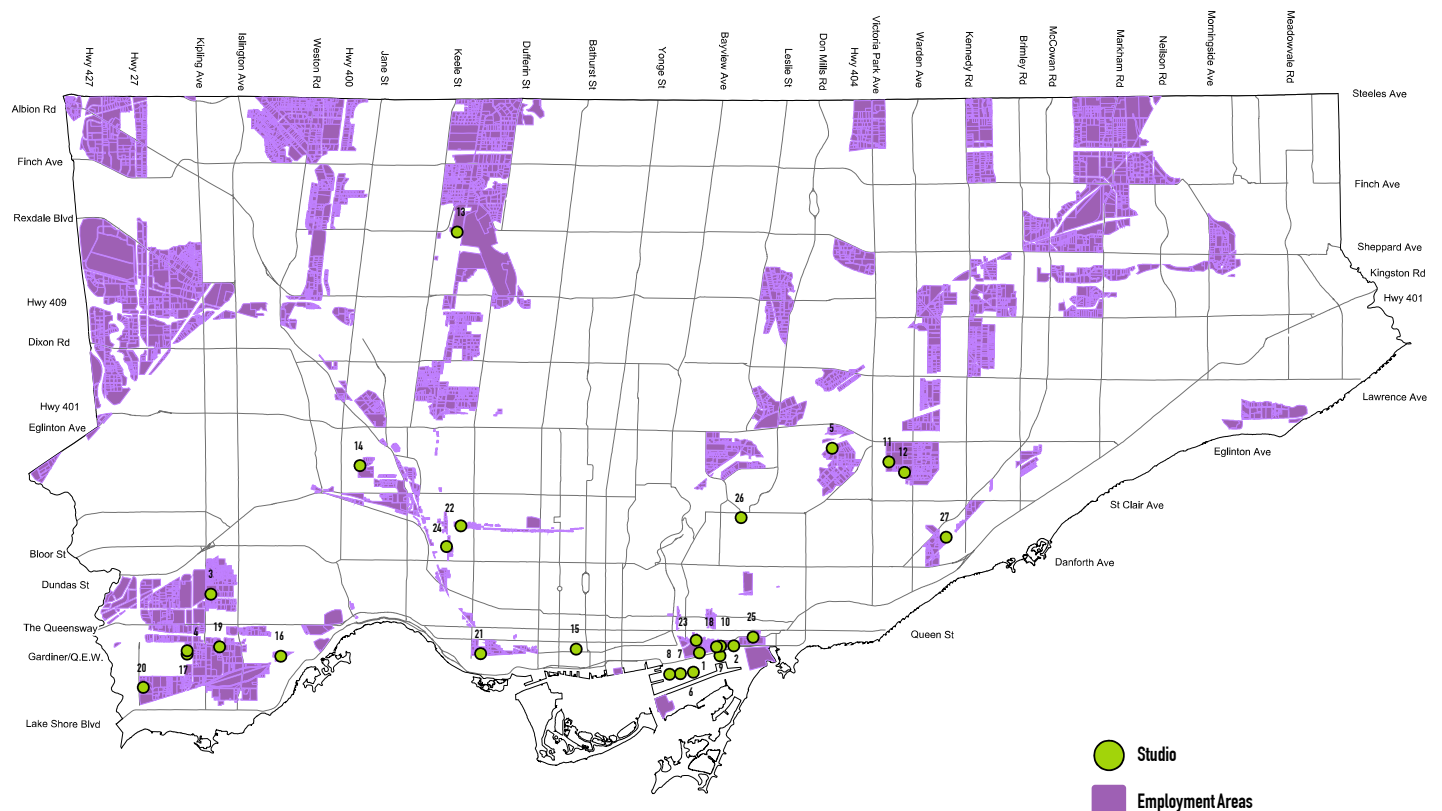 Hwy 427
Hwy 27
Kipling Ave
Islington Ave
Weston Rd
Hwy 400
Jane St
Keele St
Dufferin St
Bathurst St
Yonge St
Bayview Ave
Leslie St
Don Mills Rd
Hwy 404
Victoria Park Ave
Warden Ave
Kennedy Rd
Brimley Rd
McCowan Rd
Markham Rd
Neilson Rd
Morningside Ave
Meadowvale Rd
Steeles Ave
Albion Rd
Finch Ave
Finch Ave
Rexdale Blvd
13
Sheppard Ave
Kingston Rd
Hwy 409
Hwy 401
Dixon Rd
Hwy 401
Lawrence Ave
Eglinton Ave
5
14
11
12
Eglinton Ave
26
22
24
27
St Clair Ave
Bloor St
Danforth Ave
Dundas St
3
The Queensway
4
19
16
21
15
23
18
10
25
Queen St
Gardiner/Q.E.W.
17
20
8
7
1
9
2
6
Lake Shore Blvd
Studio
Employment Areas